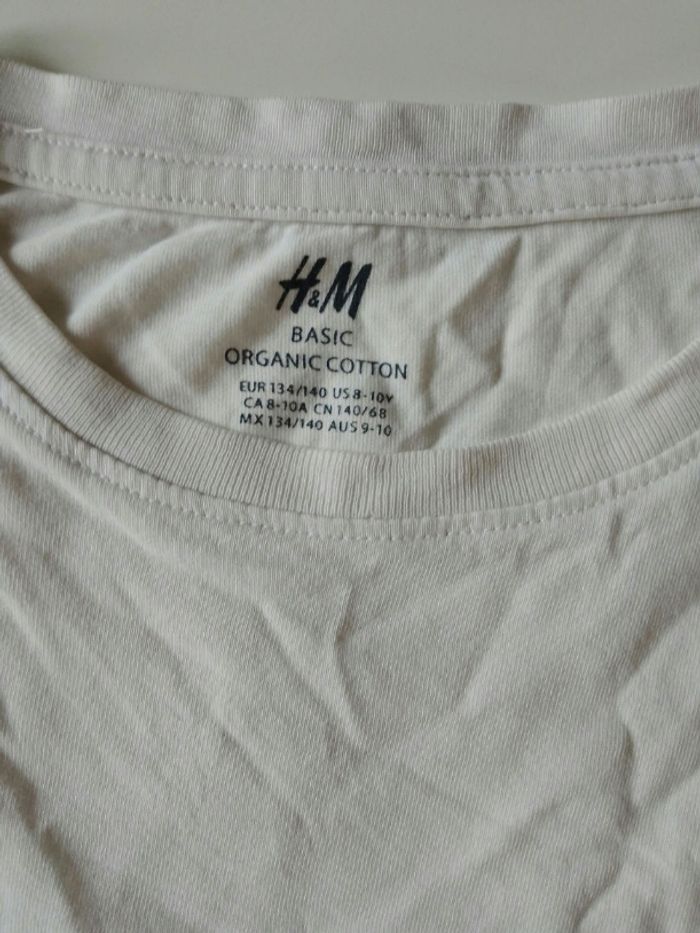 H&M
BASIC
ORGANIC COTTON
EUR 134/140 US 8-10Y
CA 8-10A CN 140/68
MX 134/140 AUS 9-10